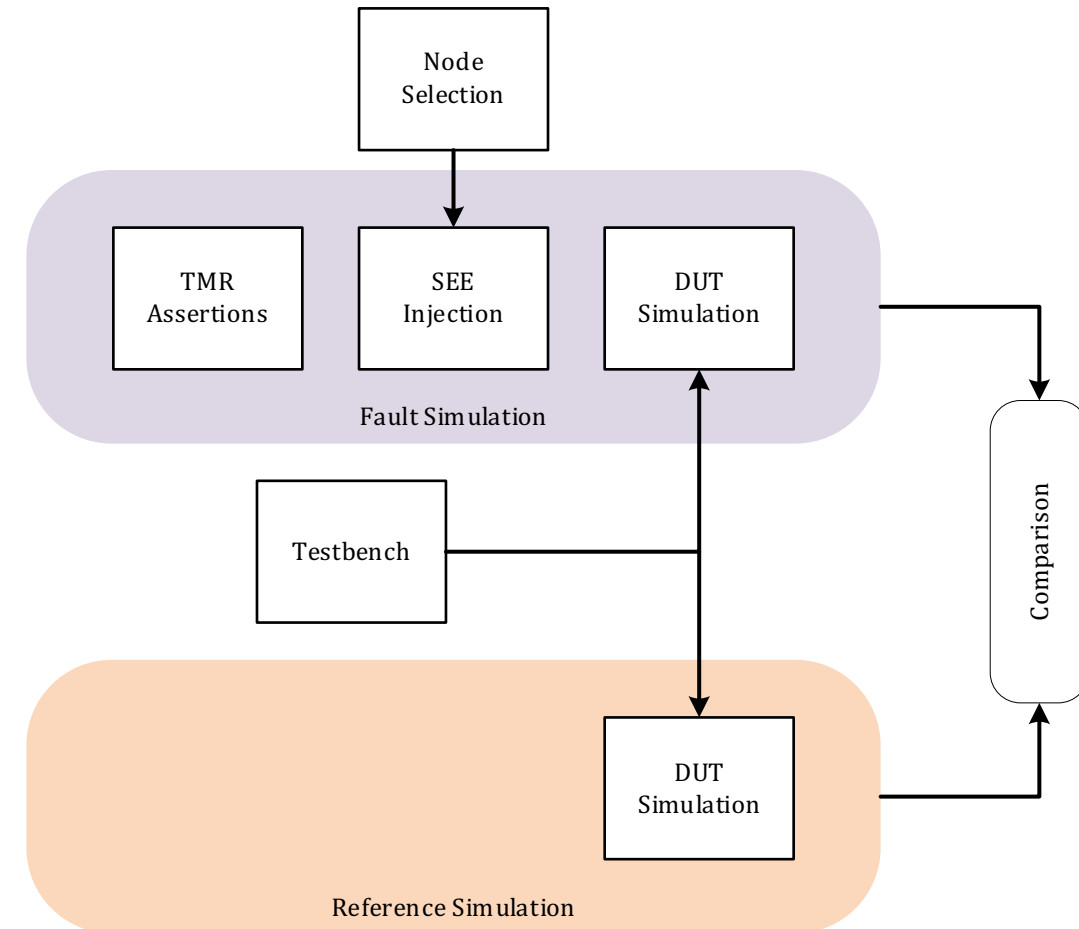 Node
Selection
TMR
Assertions
SEE
Injection
DUT
Simulation
Fault Simulation
Testbench
Comparison
DUT
Simulation
Reference Simulation